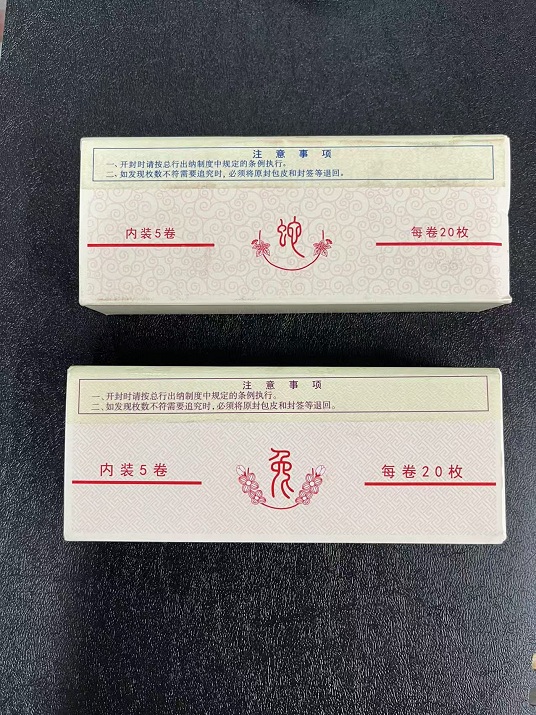 注意事项
一、开封时请按总行出纳制度中规定的条例执行。
二、如发现枚数不符需要追究时，必须将原封包皮和封签等退回。
内装5卷
蛇
每卷20枚
注意事项
一、开封时请按总行出纳制度中规定的条例执行。
二、如发现枚数不符需要追究时，必须将原封包皮和封签等退回。
内装5卷
兔
每卷20枚